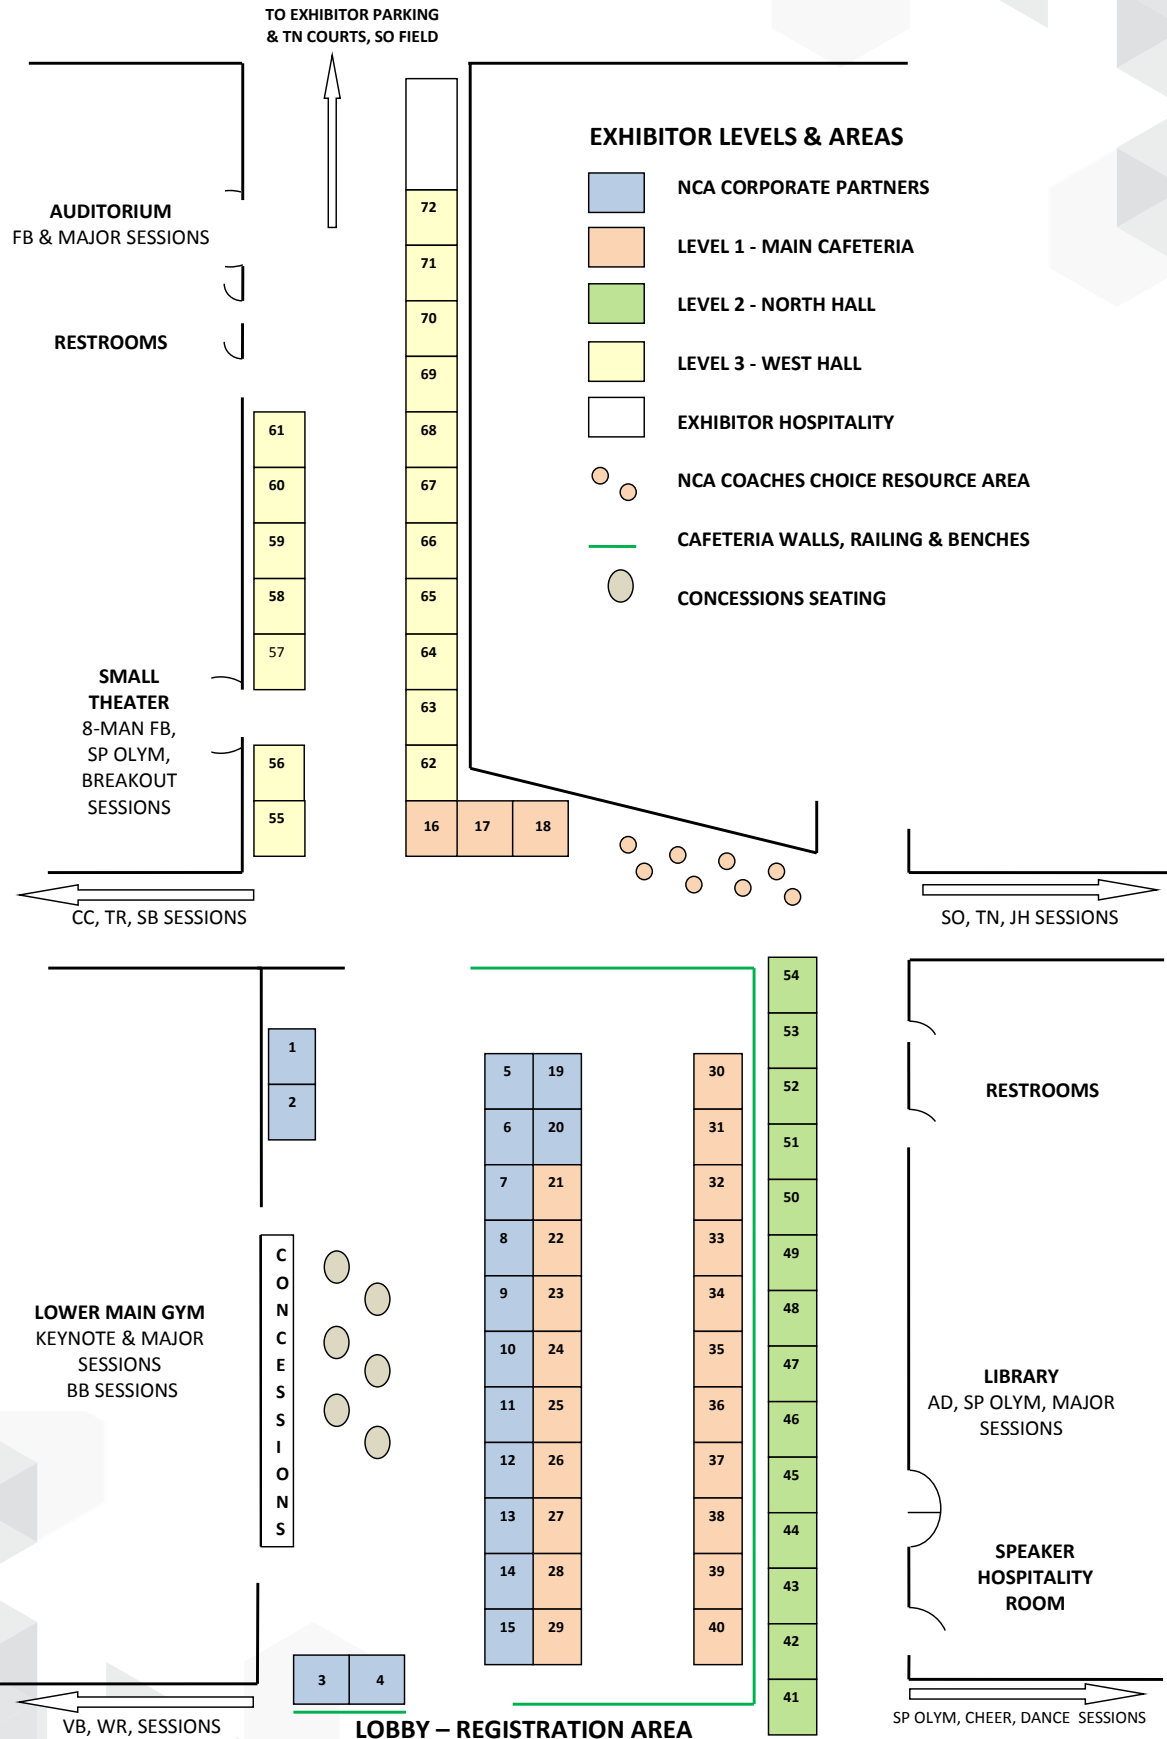 TO EXHIBITOR PARKING
& TN COURTS, SO FIELD
EXHIBITOR LEVELS & AREAS
NCA CORPORATE PARTNERS
LEVEL 1 - MAIN CAFETERIA
LEVEL 2 - NORTH HALL
LEVEL 3 - WEST HALL
EXHIBITOR HOSPITALITY
NCA COACHES CHOICE RESOURCE AREA
CAFETERIA WALLS, RAILING & BENCHES
CONCESSIONS SEATING
AUDITORIUM
FB & MAJOR SESSIONS
RESTROOMS
72
71
70
69
68
67
66
65
64
63
62
61
60
59
58
57
56
55
SMALL
THEATER
8-MAN FB,
SP OLYM,
BREAKOUT
SESSIONS
16 17 18
CC, TR, SB SESSIONS
SO, TN, JH SESSIONS
1
2
5 19
6 20
7 21
8 22
9 23
10 24
11 25
12 26
13 27
14 28
15 29
30
31
32
33
34
35
36
37
38
39
40
54
53
52
51
50
49
48
47
46
45
44
43
42
41
RESTROOMS
CONCESSIONS
LOWER MAIN GYM
KEYNOTE & MAJOR
SESSIONS
BB SESSIONS
LIBRARY
AD, SP OLYM, MAJOR
SESSIONS
SPEAKER
HOSPITALITY
ROOM
3 4
VB, WR, SESSIONS
LOBBY – REGISTRATION AREA
SP OLYM, CHEER, DANCE SESSIONS